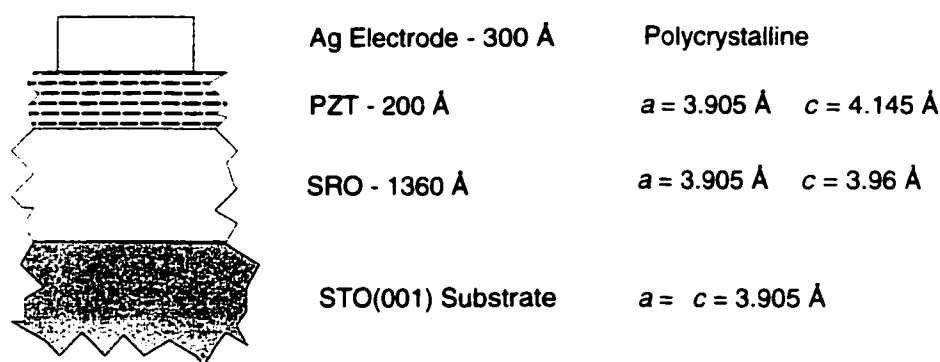 Ag Electrode - 300 Å Polycrystalline
PZT - 200 Å a = 3.905 Å c = 4.145 Å
SRO - 1360 Å a = 3.905 Å c = 3.96 Å
STO(001) Substrate a = c = 3.905 Å